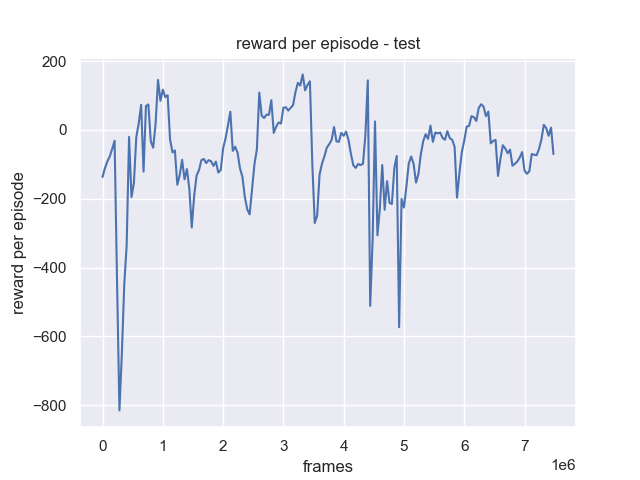 reward per episode - test
200
0
−200
−400
−600
−800
reward per episode
0 1 2 3 4 5 6 7
1e6
frames